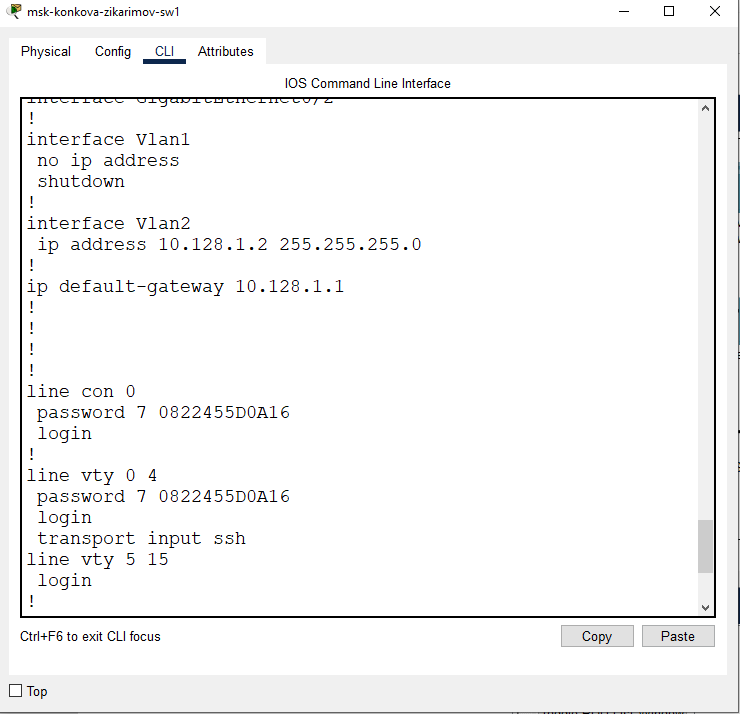 msk-konkova-zikarimov-sw1
Physical Config CLI Attributes
IOS Command Line Interface
interface GigabitEthernet0/2
!
interface Vlan1
 no ip address
 shutdown
!
interface Vlan2
 ip address 10.128.1.2 255.255.255.0
!
ip default-gateway 10.128.1.1
!
!
!
!
line con 0
 password 7 0822455D0A16
 login
!
line vty 0 4
 password 7 0822455D0A16
 login
 transport input ssh
line vty 5 15
 login
!
Ctrl+F6 to exit CLI focus
Copy Paste
Top